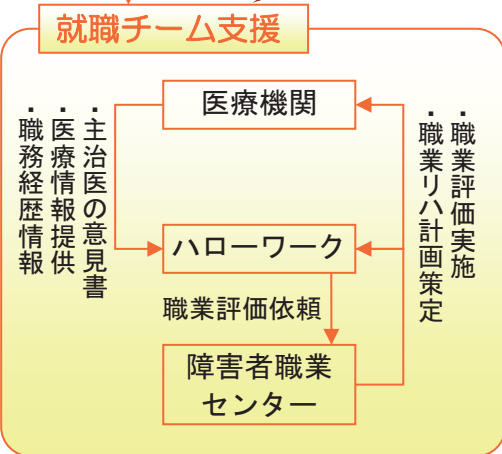 就職チーム支援
医療機関
・主治医の意見書
・医療情報提供
・職務経歴情報
・職業評価実施
・職業リハ計画策定
ハローワーク
職業評価依頼
障害者職業
センター